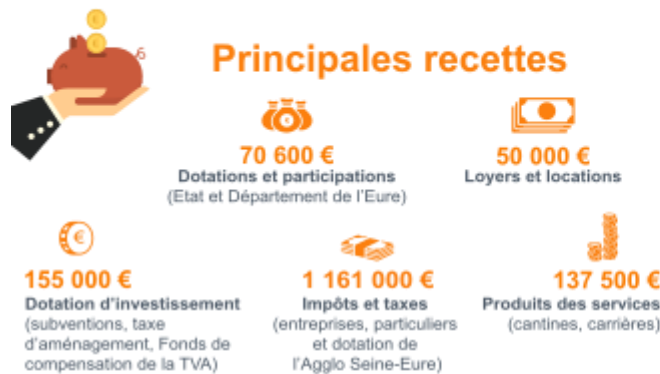 Principales recettes
70 600 €
Dotations et participations
(Etat et Département de l'Eure)
50 000 €
Loyers et locations
155 000 €
Dotation d'investissement
(subventions, taxe
d'aménagement, Fonds de
compensation de la TVA)
1 161 000 €
Impôts et taxes
(entreprises, particuliers
et dotation de
l'Agglo Seine-Eure)
137 500 €
Produits des services
(cantines, carrières)